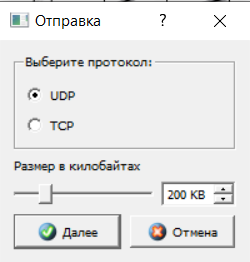 Отправка
Выберите протокол:
UDP
TCP
Размер в килобайтах
200 KB
Далее
Отмена